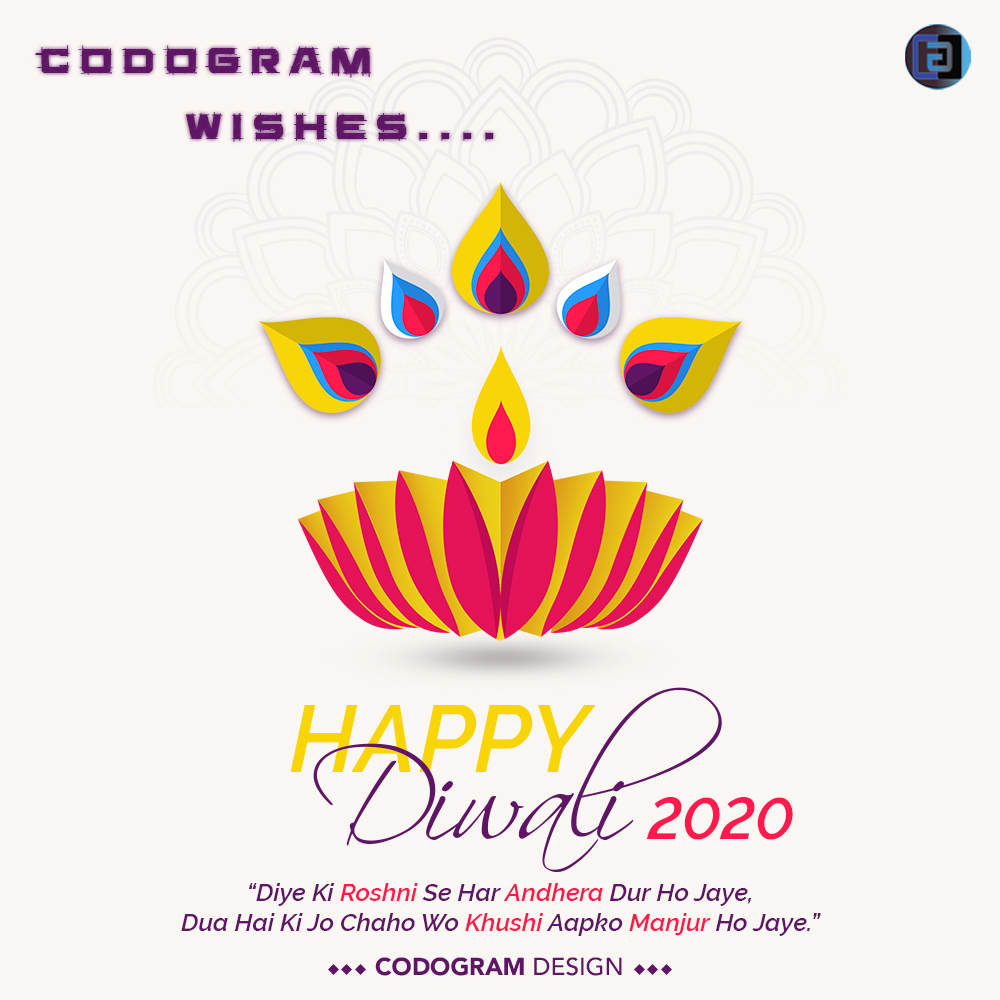 CODOGRAM
WISHES....
HAPPY
Diwali 2020
“Diye Ki Roshni Se Har Andhera Dur Ho Jaye,
Dua Hai Ki Jo Chaho Wo Khushi Aapko Manjur Ho Jaye.”
◆◆◆ CODOGRAM DESIGN ◆◆◆